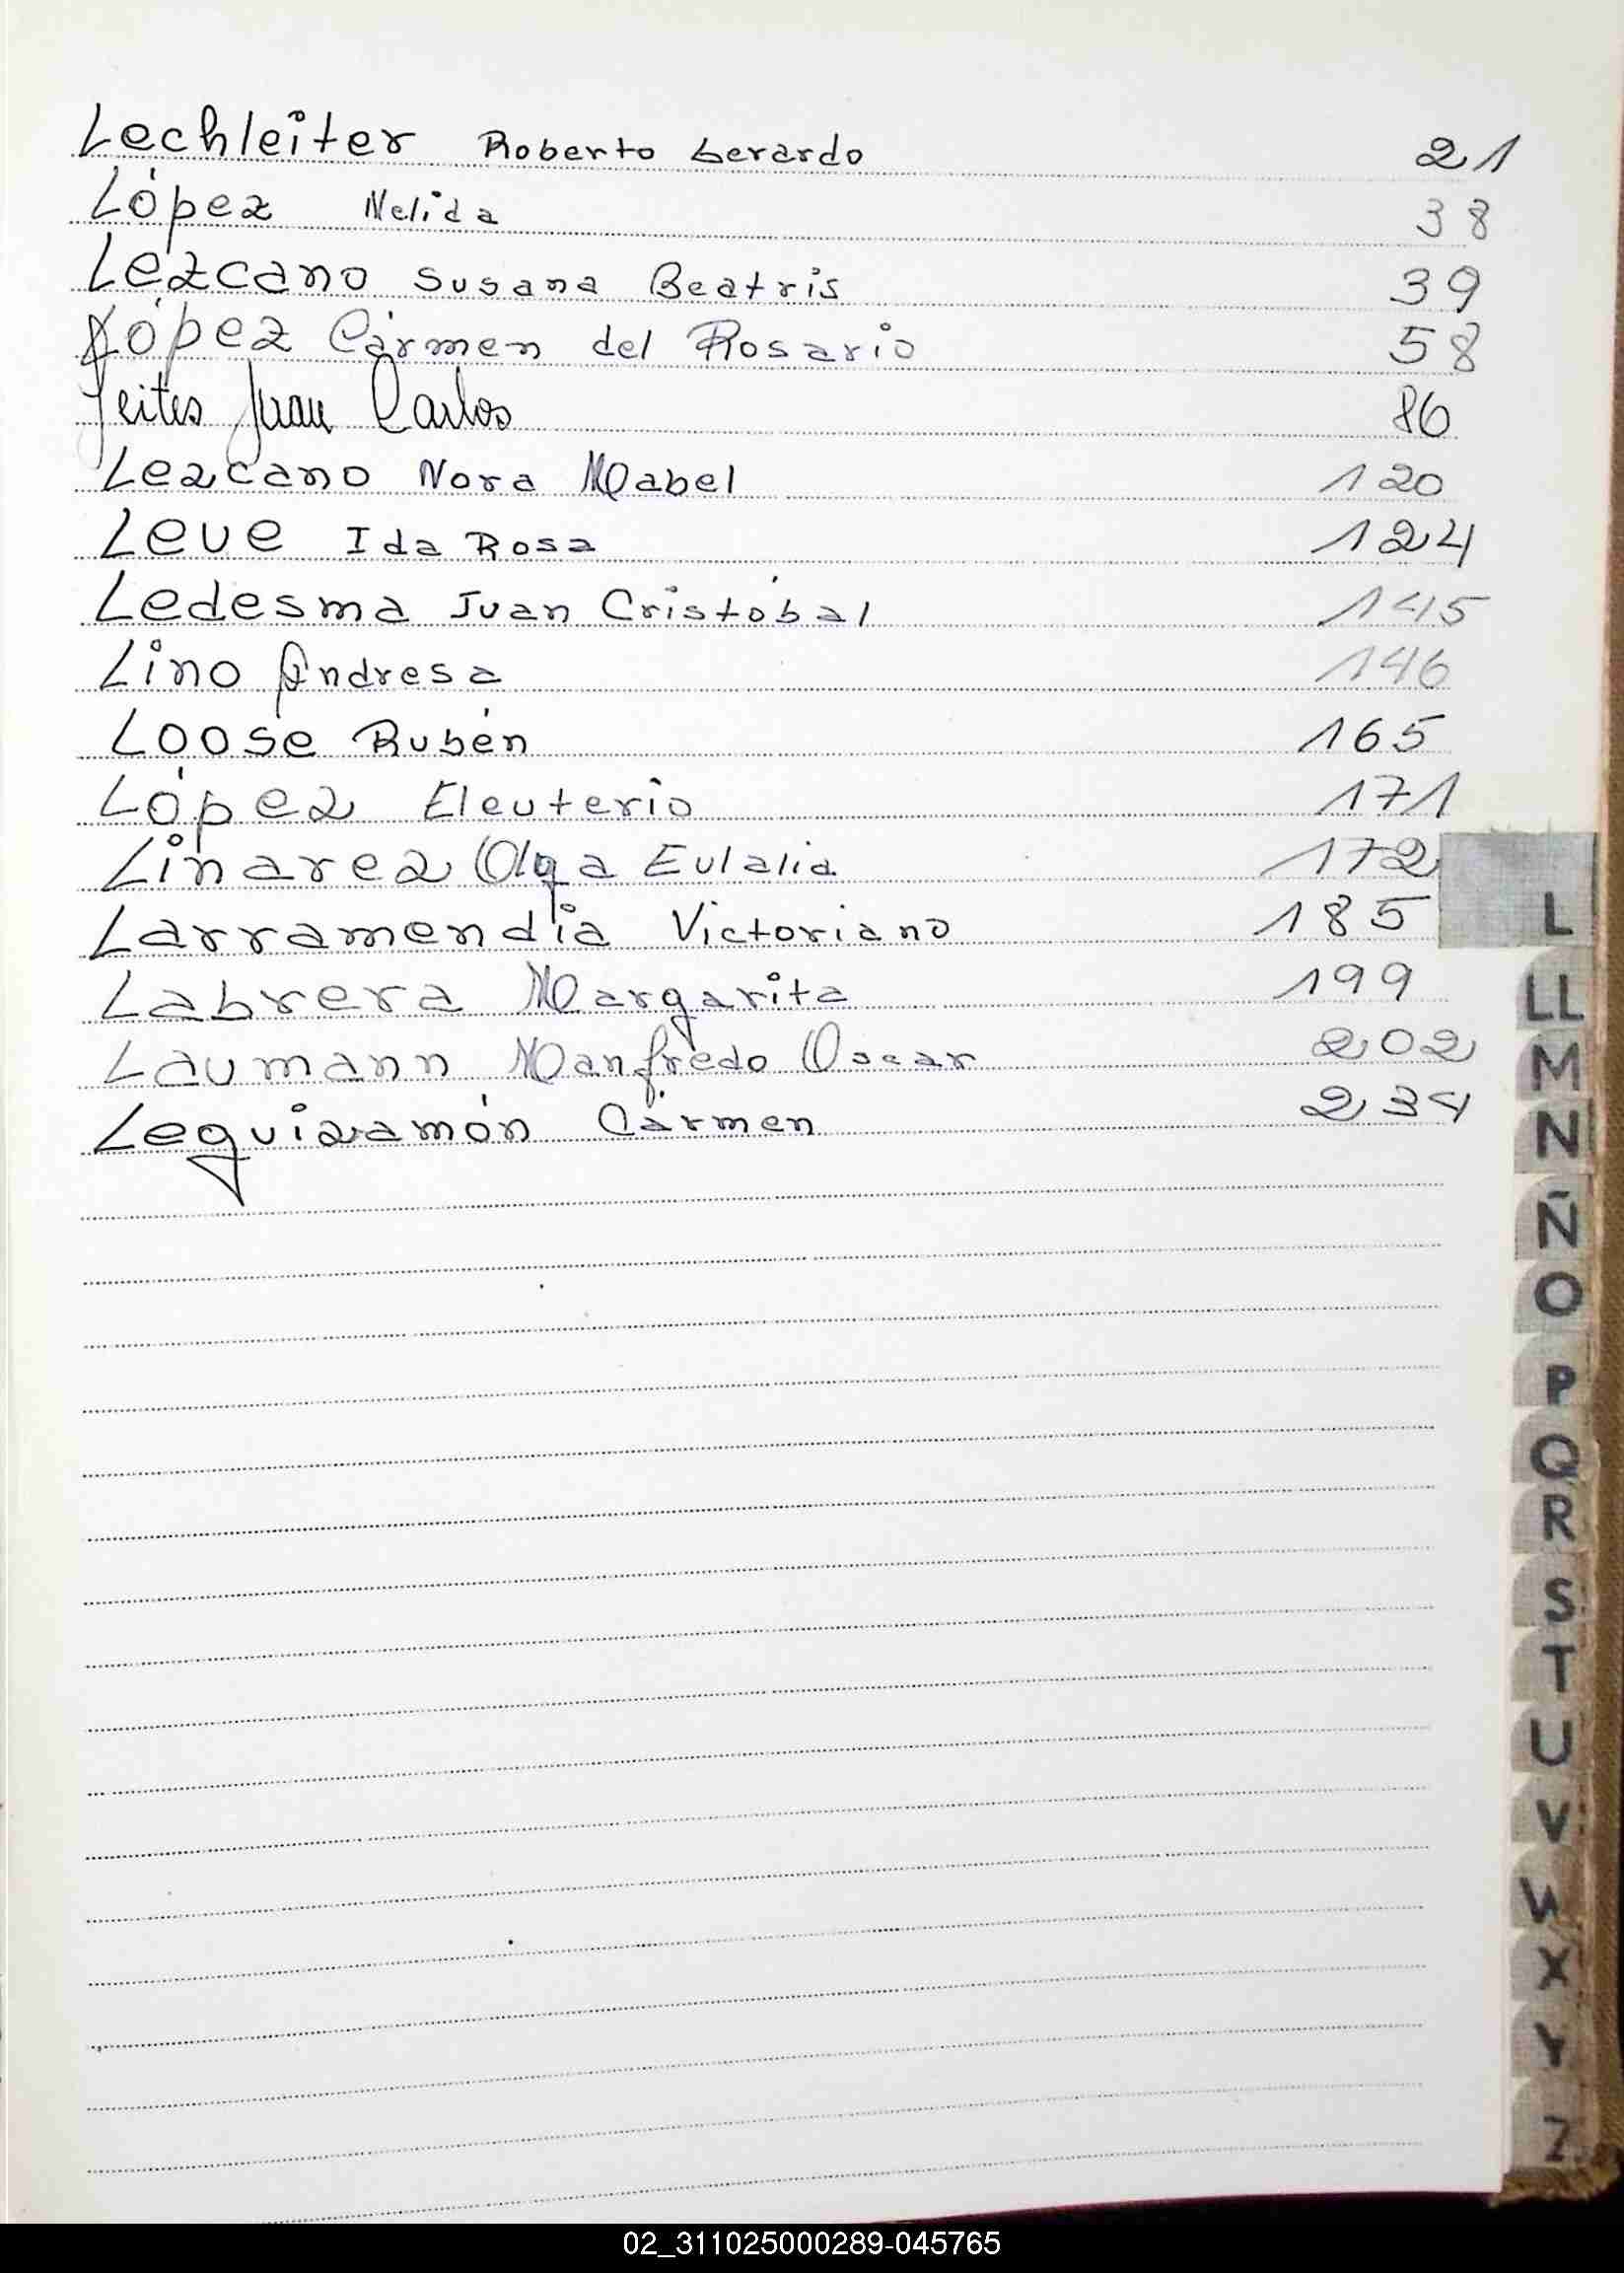 Lechleiter Roberto Gerardo 21
López Nelida 38
Lezcano Susana Beatris 39
López Cármen del Rosario 58
Leites Juan Carlos 86
Lezcano Nora Mabel 120
Leue Ida Rosa 124
Ledesma Juan Cristóbal 145
Lino Andresa 146
Loose Rubén 165
López Eleuterio 171
Linarez Olga Eulalia 172
Larramendia Victoriano 185
Labrera Margarita 199
Laumann Manfredo Oscar 202
Leguizamón Cármen 234
L
LL
M
N
Ñ
O
P
Q
R
S
T
U
V
W
X
Y
Z
02_311025000289-045765